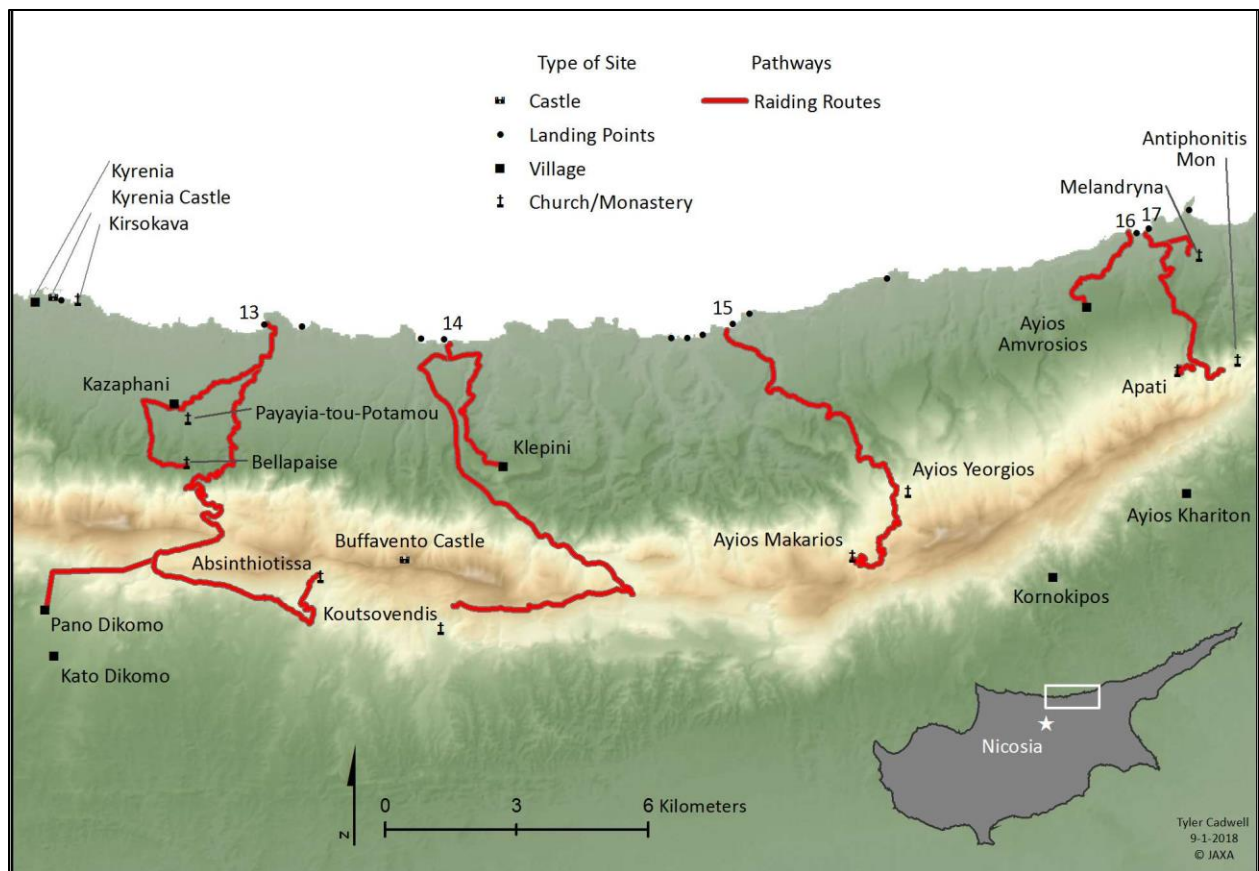 Type of Site
Pathways
Castle
Raiding Routes
Landing Points
Village
Church/Monastery
Kyrenia
Kyrenia Castle
Kirsokava
Antiphonitis
Mon
Melandryna
13
14
15
16
17
Ayios
Amvrosios
Apati
Kazaphani
Payayia-tou-Potamou
Bellapaise
Klepini
Ayios Yeorgios
Ayios Khariton
Buffavento Castle
Ayios Makarios
Absinthiotissa
Koutsovendis
Kornokipos
Pano Dikomo
Kato Dikomo
Nicosia
z
0 3 6 Kilometers
Tyler Cadwell
9-1-2018
© JAXA